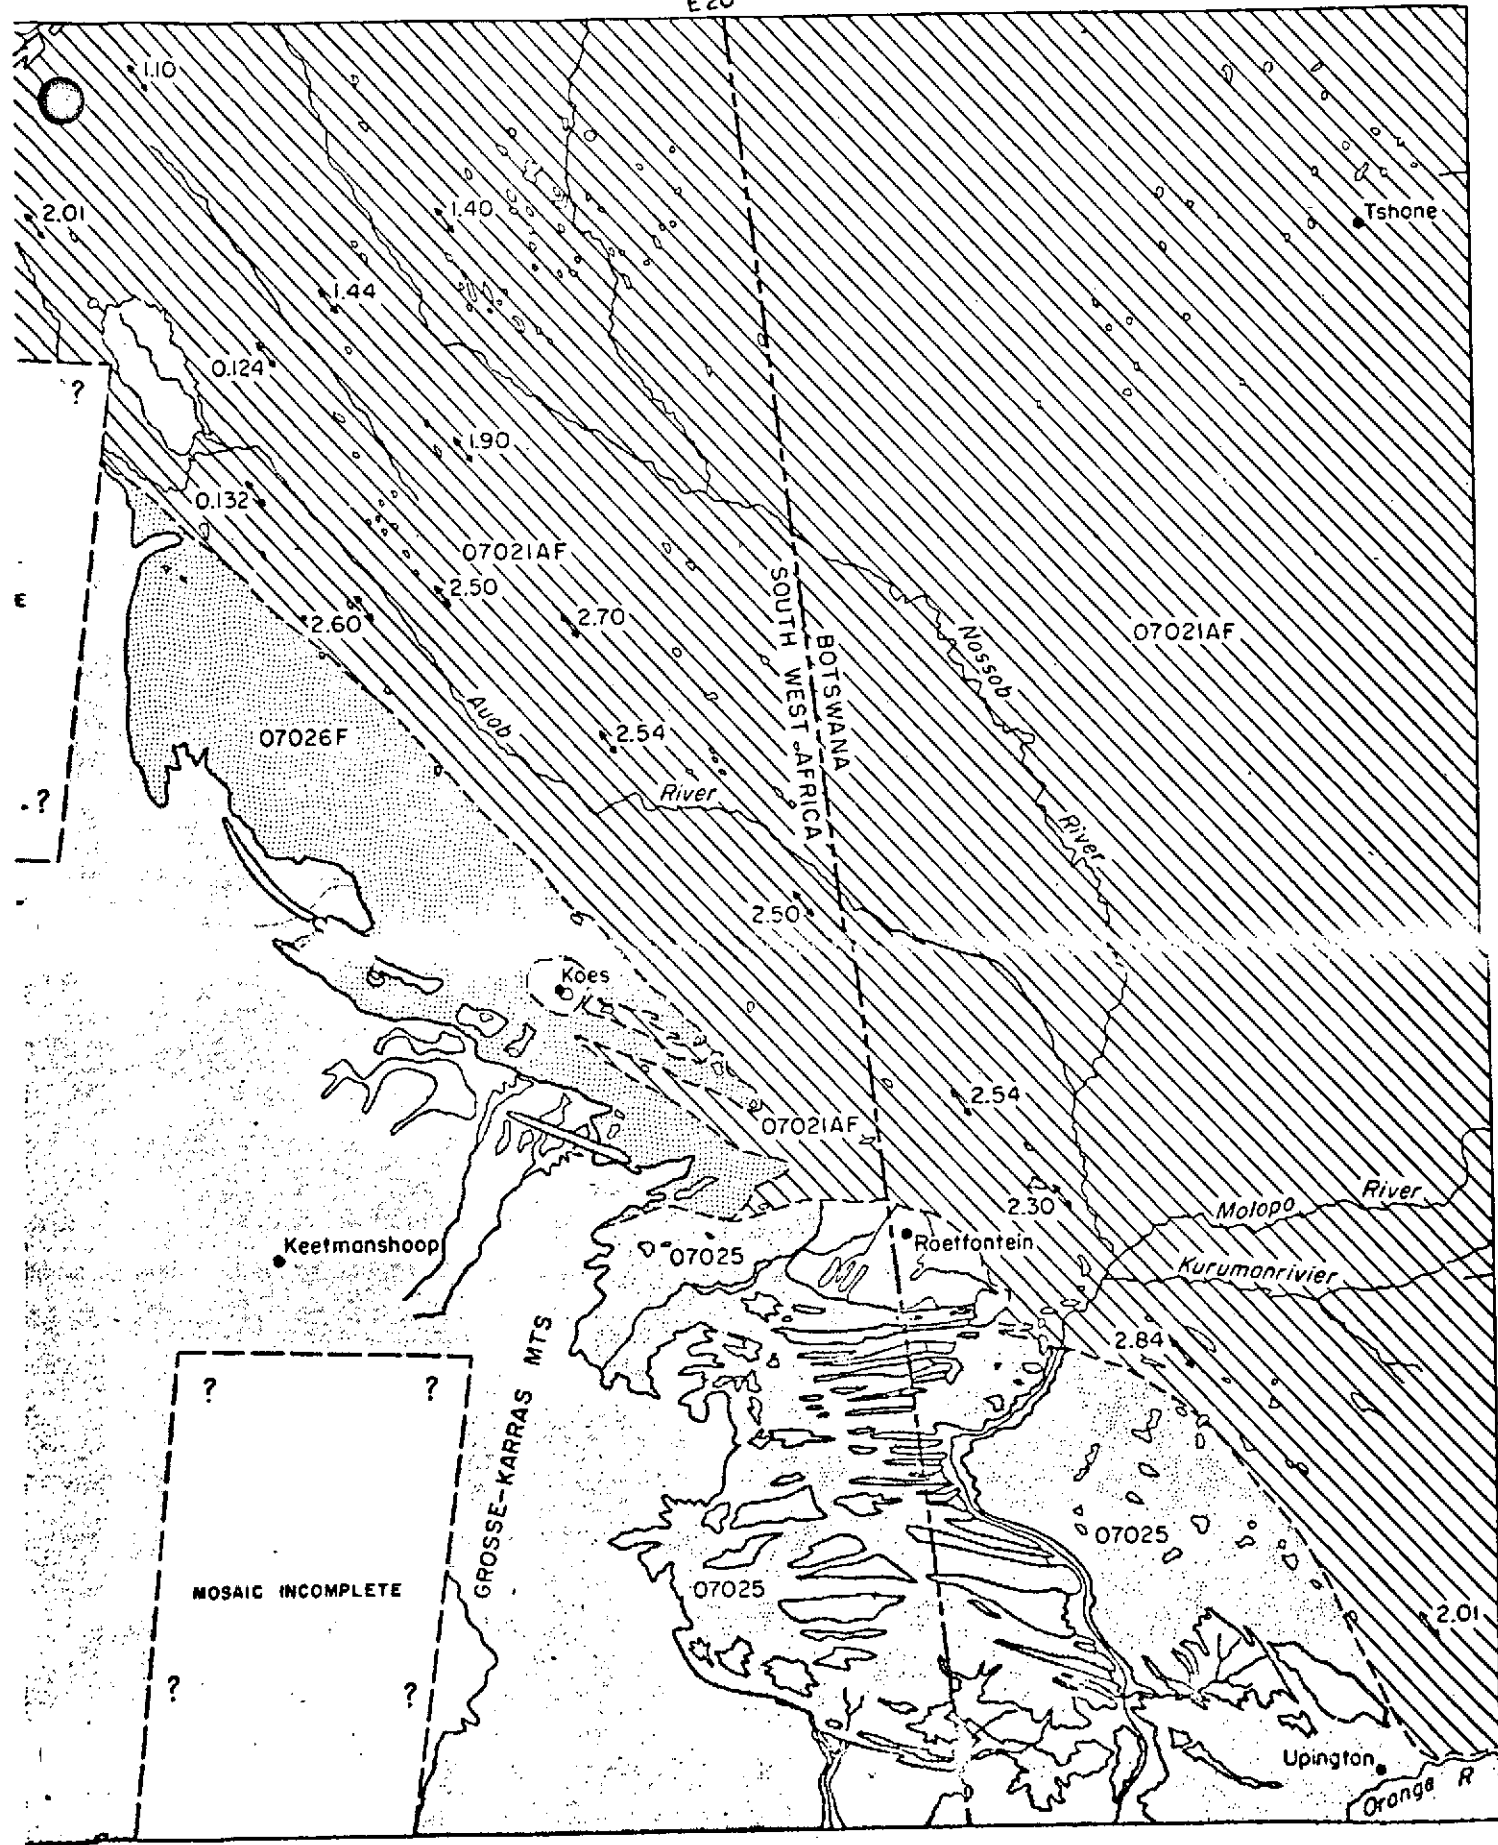 E 20
1.10
2.01
1.40
Tshane
1.44
0.124
?
1.90
0.132
07021AF
2.50
2.60
2.70
SOUTH WEST AFRICA
BOTSWANA
Nossob
River
07021AF
E
07026F
Auob
River
2.54
?
2.50
Koes
2.54
07021AF
2.30
Molopo
River
Keetmanshoop
07025
Roetfontein
Kurumanrivier
2.84
GROSSE-KARRAS MTS
?
?
MOSAIC INCOMPLETE
07025
07025
2.01
?
?
Upington
Orange R